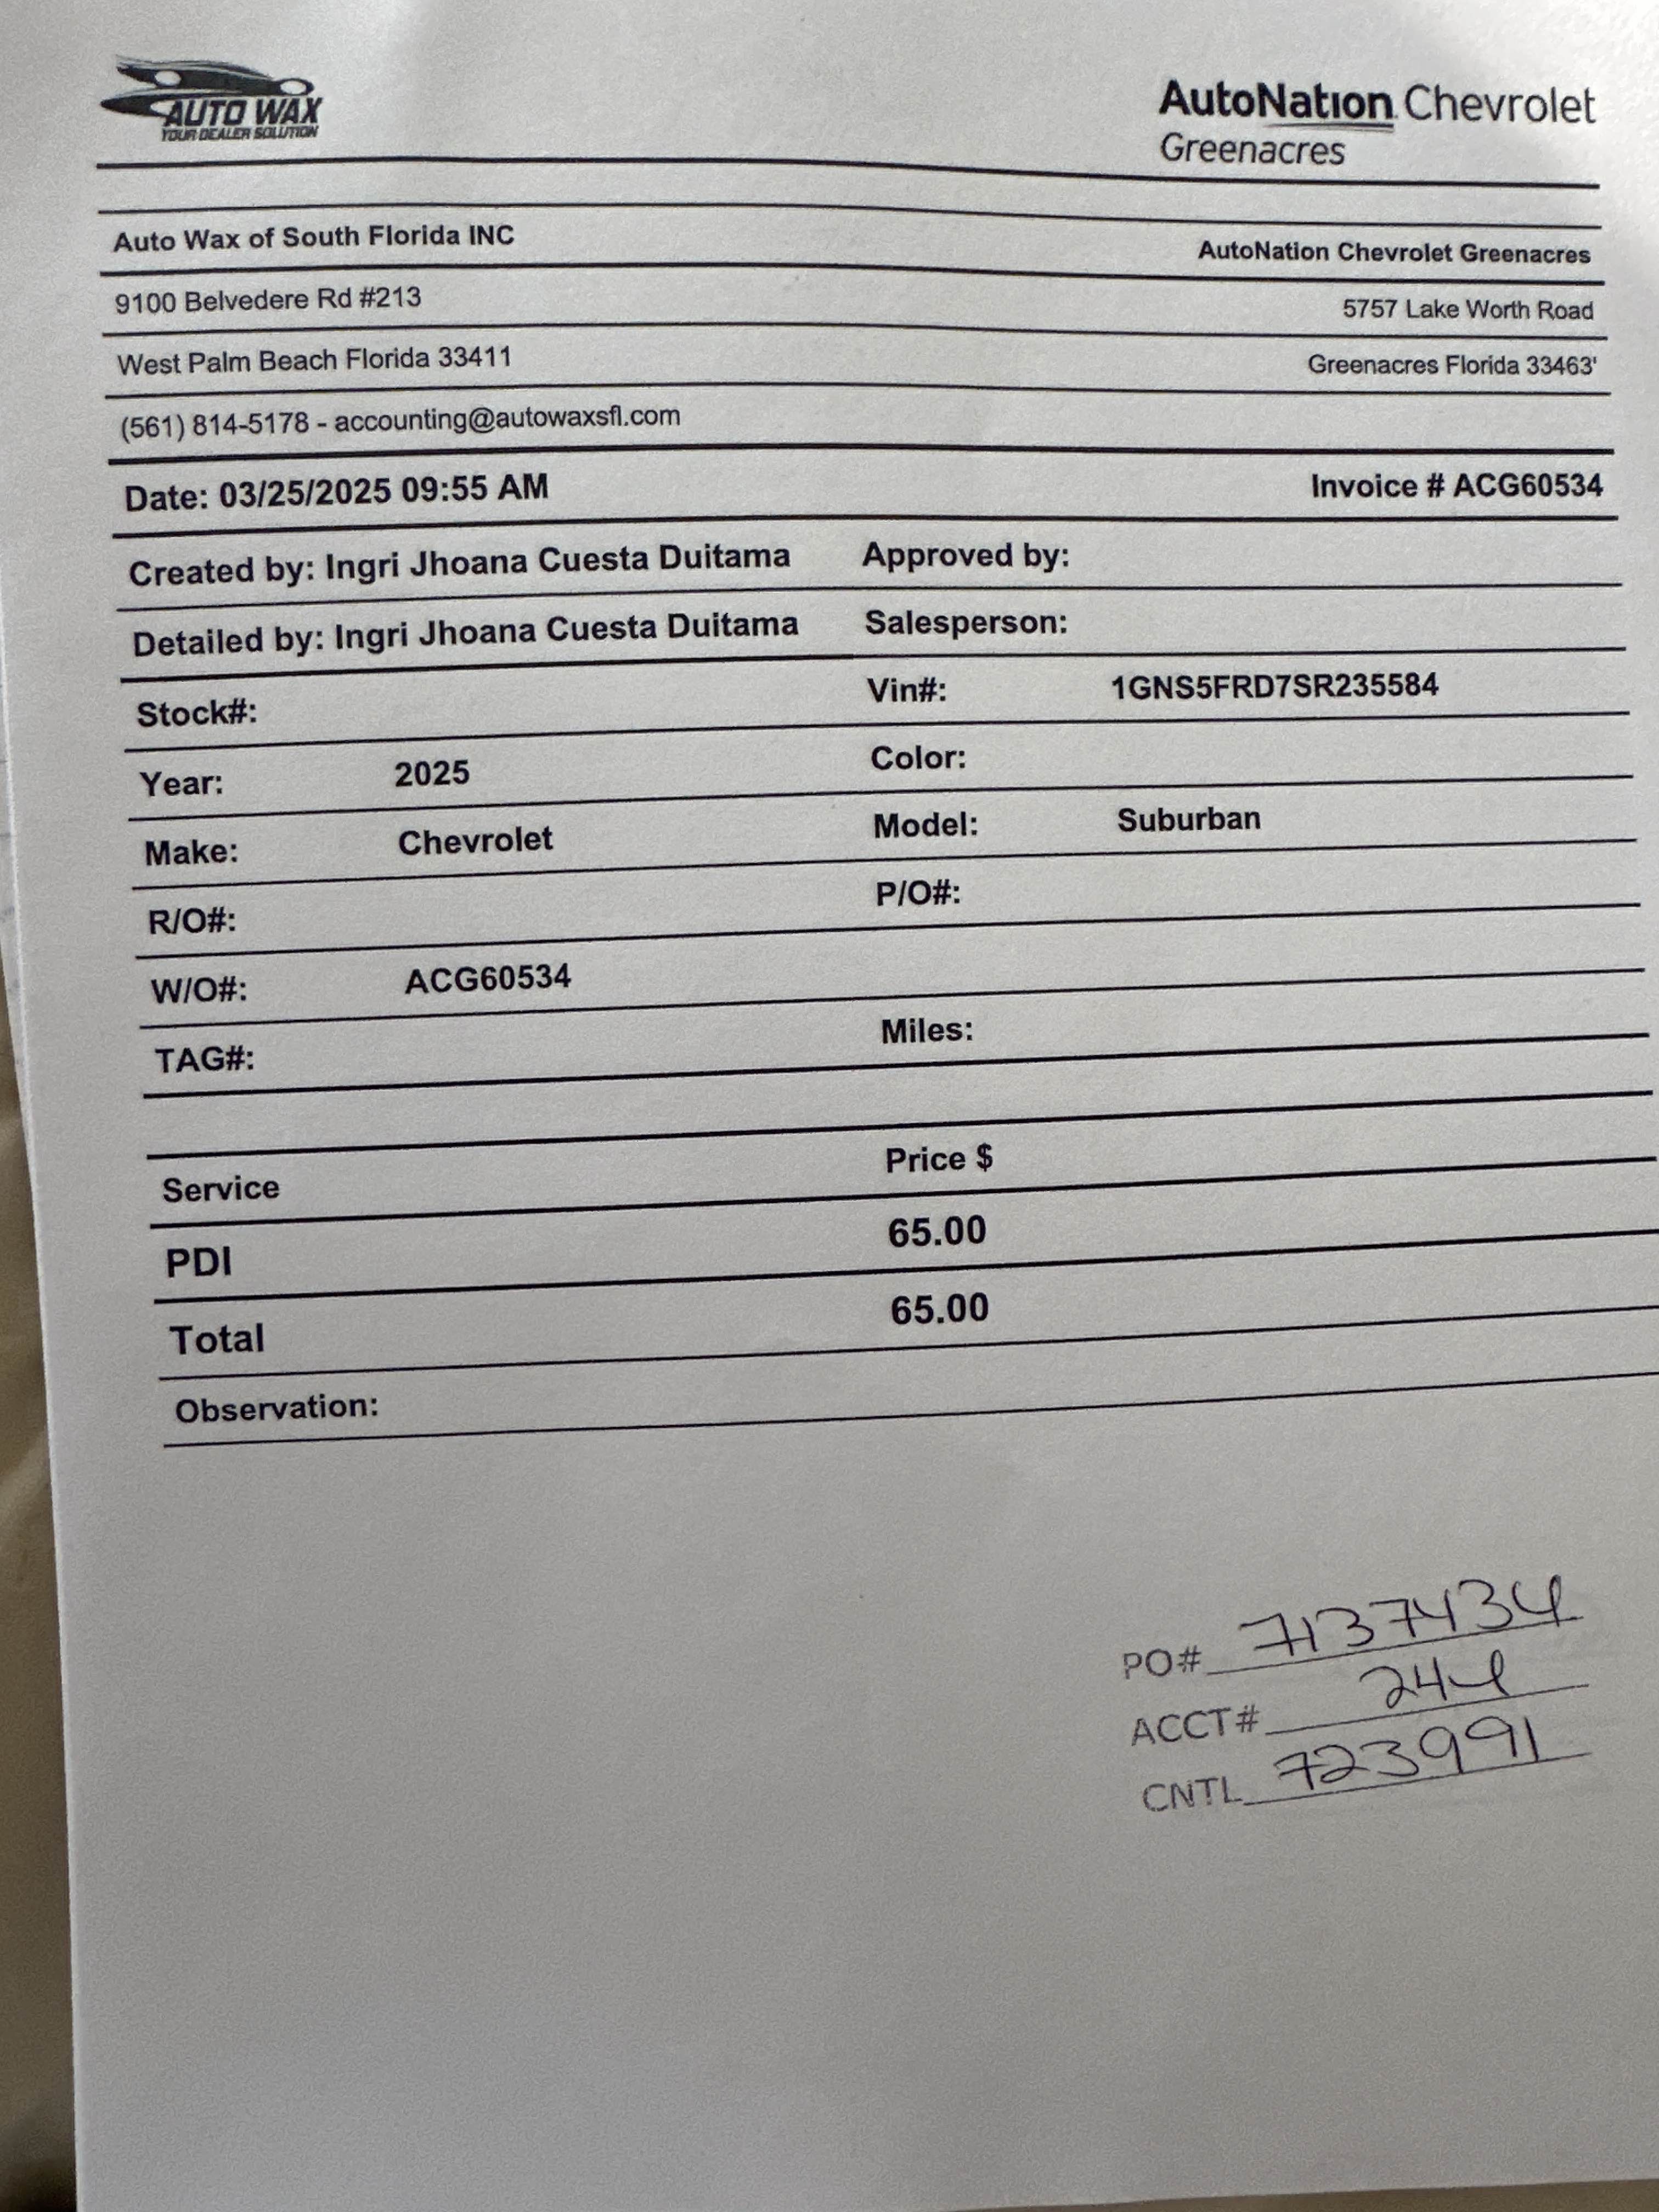 AUTO WAX
YOUR DEALER SOLUTION
AutoNation Chevrolet
Greenacres
Auto Wax of South Florida INC
AutoNation Chevrolet Greenacres
9100 Belvedere Rd #213
5757 Lake Worth Road
West Palm Beach Florida 33411
Greenacres Florida 33463'
(561) 814-5178 - accounting@autowaxsfl.com
Date: 03/25/2025 09:55 AM
Invoice # ACG60534
Created by: Ingri Jhoana Cuesta Duitama
Approved by:
Detailed by: Ingri Jhoana Cuesta Duitama
Salesperson:
Stock#:
Vin#: 1GNS5FRD7SR235584
Year: 2025
Color:
Make: Chevrolet
Model: Suburban
R/O#:
P/O#:
W/O#: ACG60534
TAG#:
Miles:
Service Price $
PDI 65.00
Total 65.00
Observation:
PO# 7137434
ACCT# 244
CNTL 723991